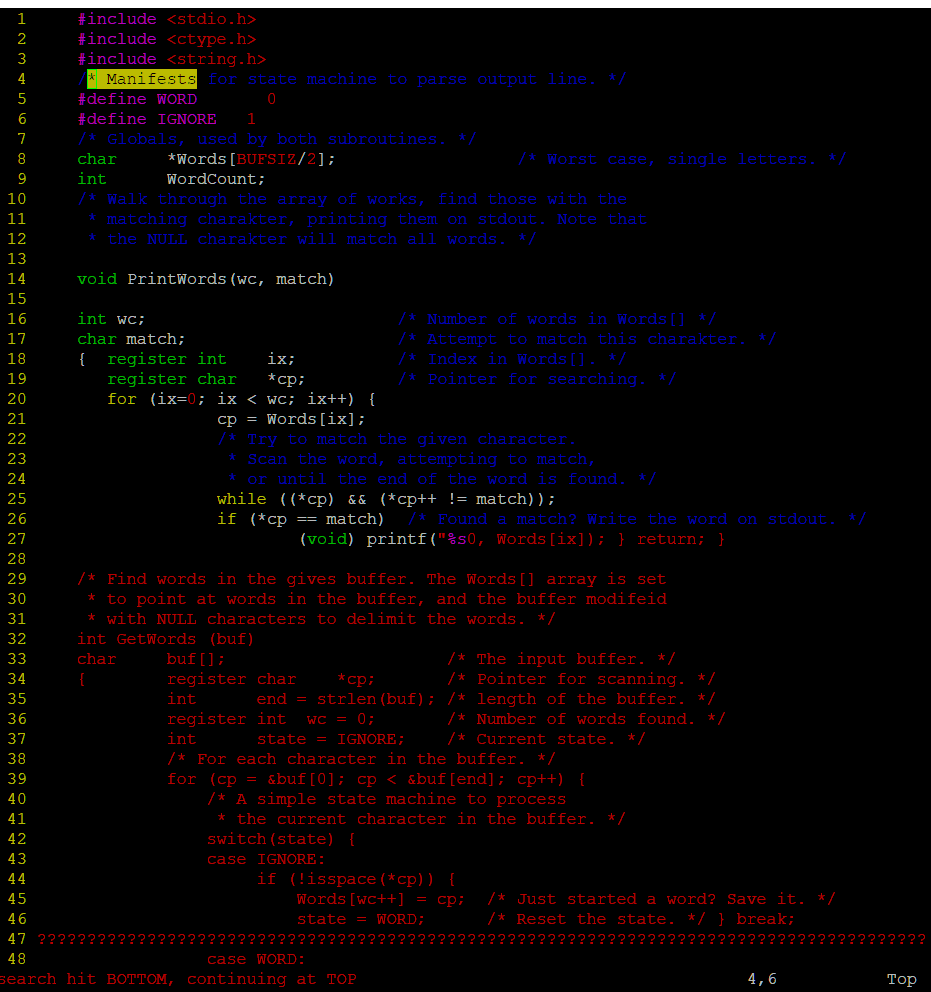 1 #include <stdio.h>
2 #include <ctype.h>
3 #include <string.h>
4 /* Manifests for state machine to parse output line. */
5 #define WORD 0
6 #define IGNORE 1
7 /* Globals, used by both subroutines. */
8 char *Words[BUFSIZ/2]; /* Worst case, single letters. */
9 int WordCount;
10 /* Walk through the array of works, find those with the
11 * matching charakter, printing them on stdout. Note that
12 * the NULL charakter will match all words. */
13
14 void PrintWords(wc, match)
15
16 int wc; /* Number of words in Words[] */
17 char match; /* Attempt to match this charakter. */
18 { register int ix; /* Index in Words[]. */
19 register char *cp; /* Pointer for searching. */
20 for (ix=0; ix < wc; ix++) {
21 cp = Words[ix];
22 /* Try to match the given character.
23 * Scan the word, attempting to match,
24 * or until the end of the word is found. */
25 while ((*cp) && (*cp++ != match));
26 if (*cp == match) /* Found a match? Write the word on stdout. */
27 (void) printf("%s0, Words[ix]); } return; }
28
29 /* Find words in the gives buffer. The Words[] array is set
30 * to point at words in the buffer, and the buffer modifeid
31 * with NULL characters to delimit the words. */
32 int GetWords (buf)
33 char buf[]; /* The input buffer. */
34 { register char *cp; /* Pointer for scanning. */
35 int end = strlen(buf); /* length of the buffer. */
36 register int wc = 0; /* Number of words found. */
37 int state = IGNORE; /* Current state. */
38 /* For each character in the buffer. */
39 for (cp = &buf[0]; cp < &buf[end]; cp++) {
40 /* A simple state machine to process
41 * the current character in the buffer. */
42 switch(state) {
43 case IGNORE:
44 if (!isspace(*cp)) {
45 Words[wc++] = cp; /* Just started a word? Save it. */
46 state = WORD; /* Reset the state. */ } break;
47 ?????????????????????????????????????????????????????????????????????????????????????????
48 case WORD:
search hit BOTTOM, continuing at TOP 4,6 Top